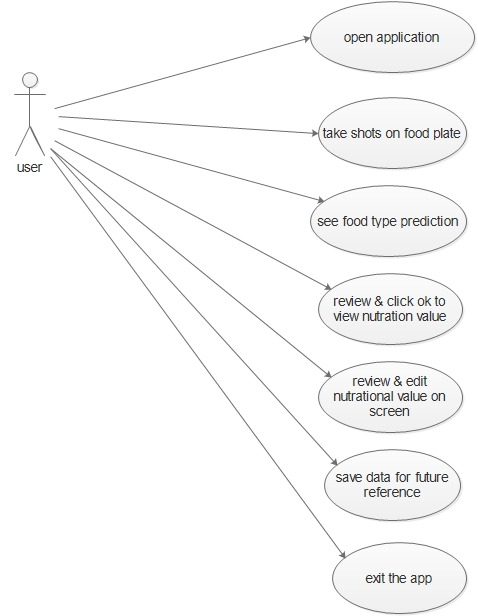 open application
take shots on food plate
user
see food type prediction
review & click ok to
view nutration value
review & edit
nutrational value on
screen
save data for future
reference
exit the app